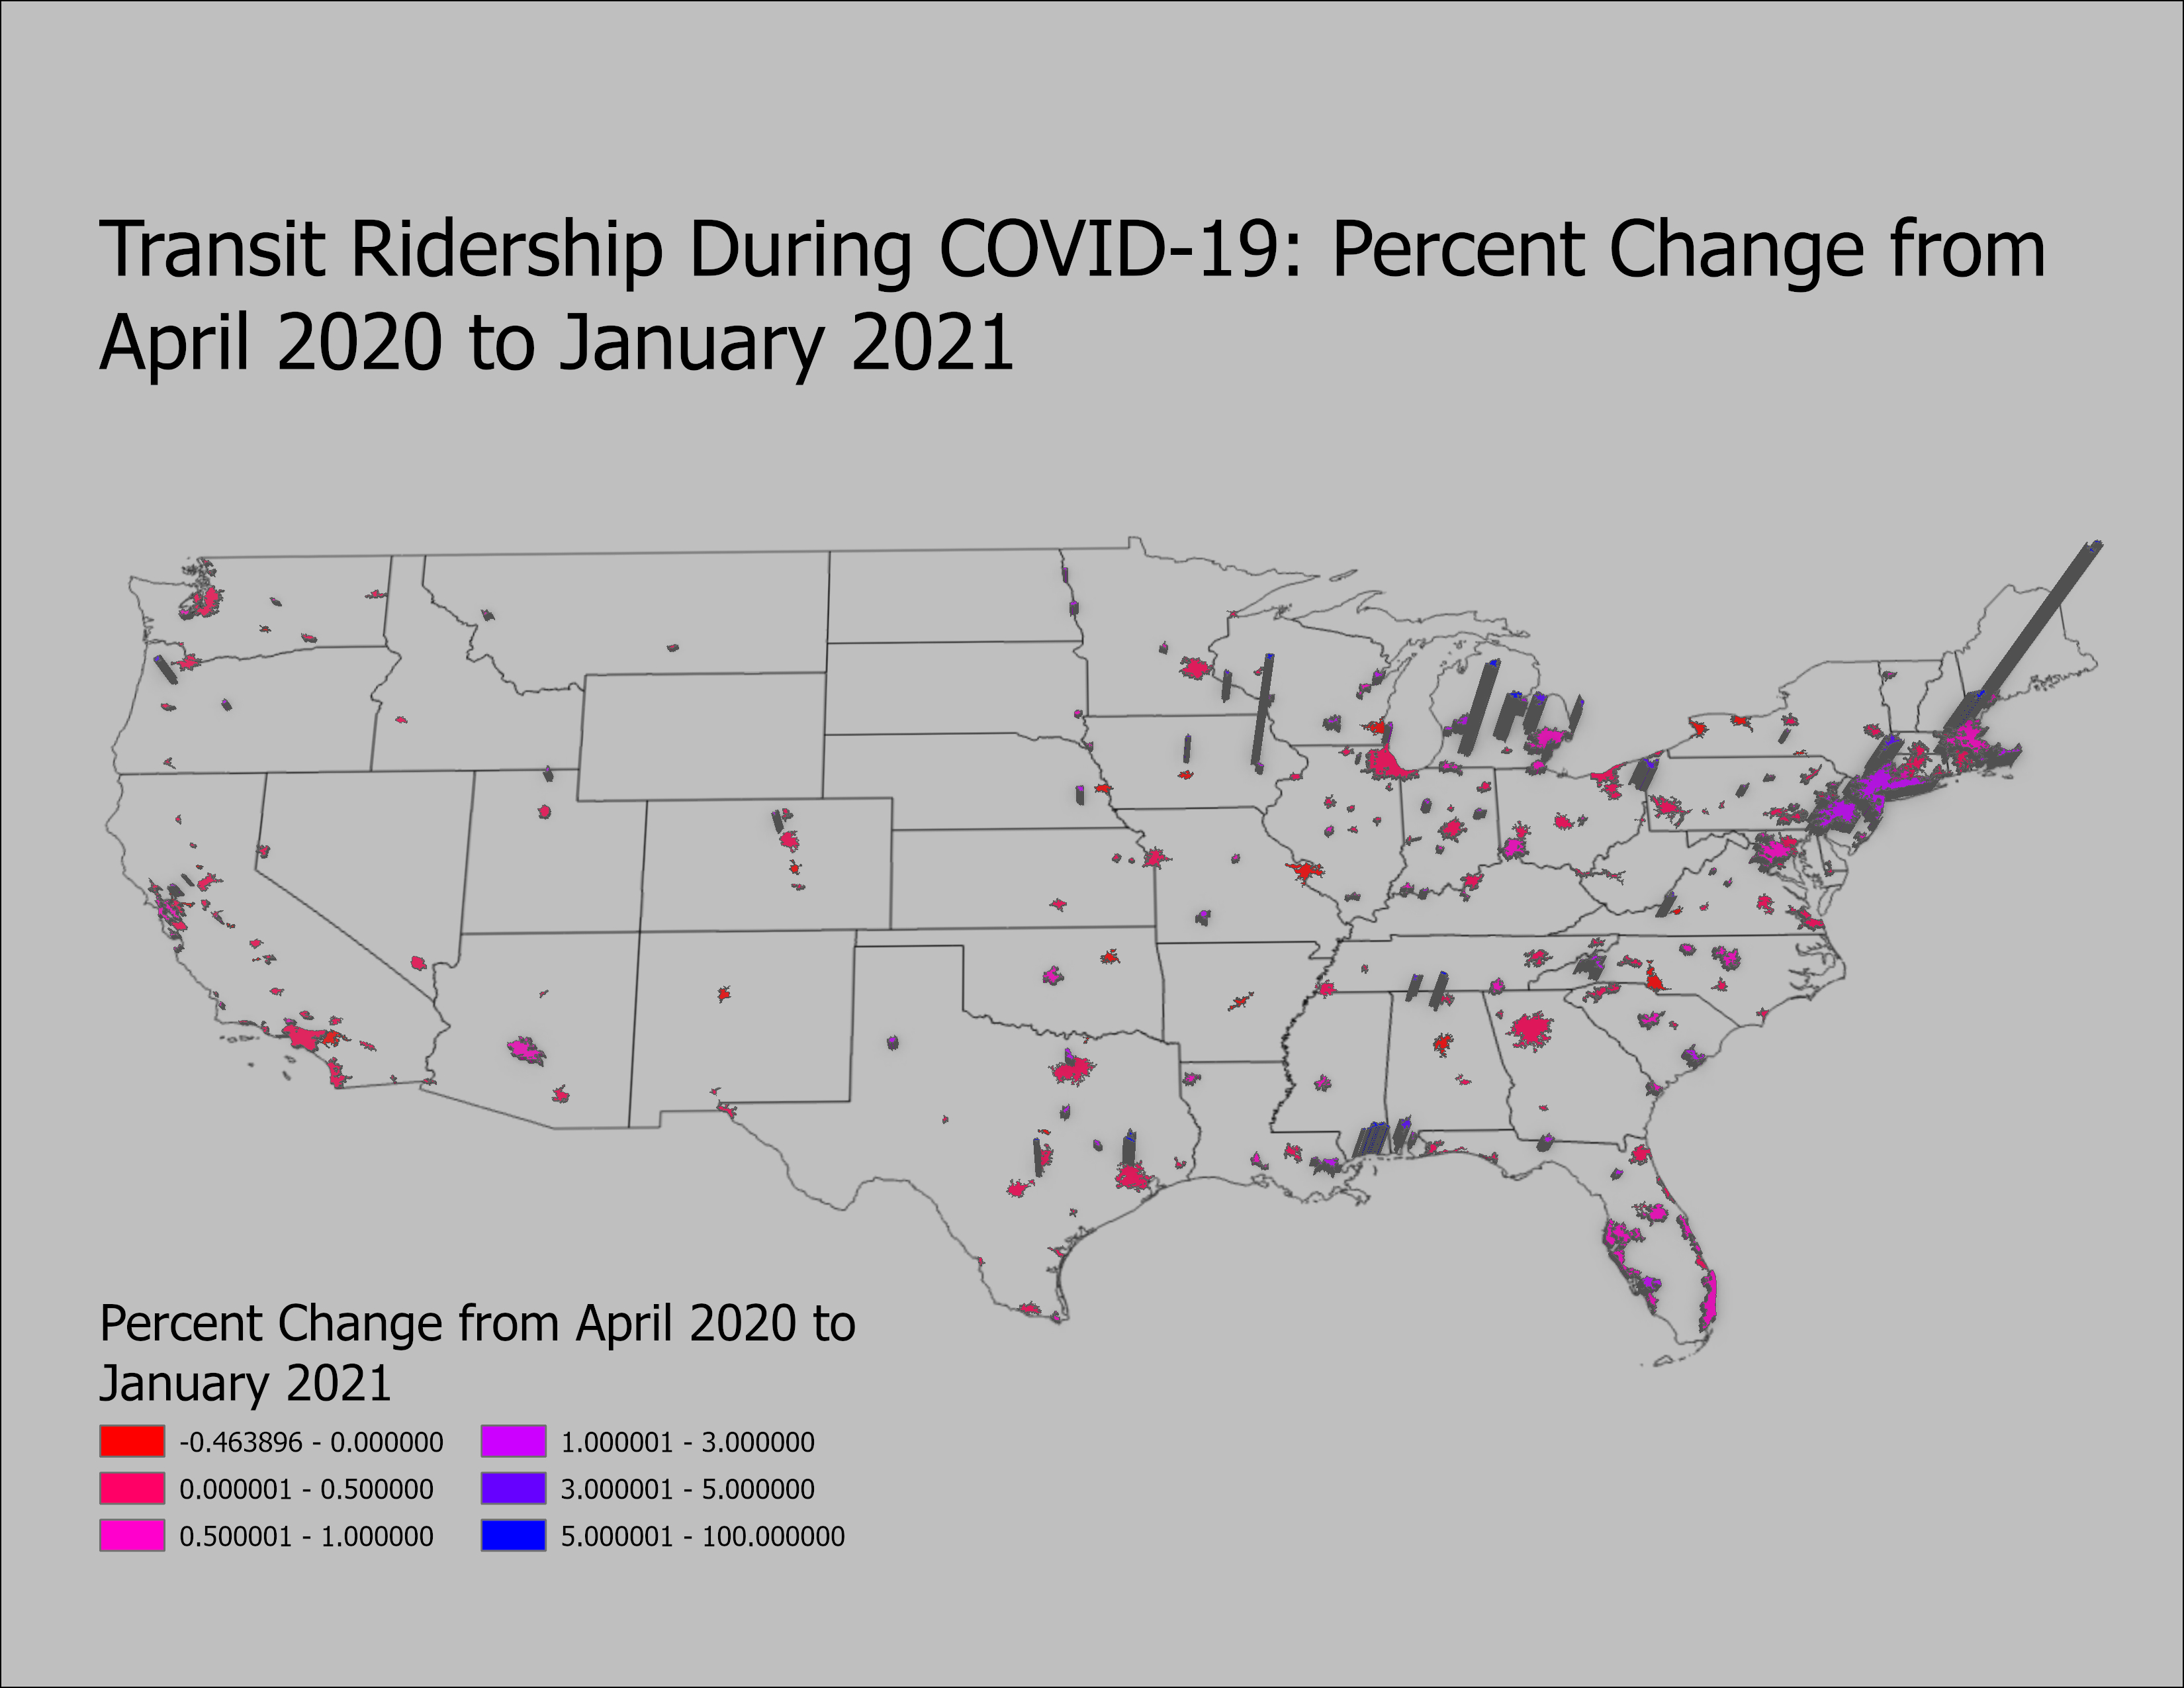 Transit Ridership During COVID-19: Percent Change from
April 2020 to January 2021
Percent Change from April 2020 to
January 2021
-0.463896 - 0.000000
0.000001 - 0.500000
0.500001 - 1.000000
1.000001 - 3.000000
3.000001 - 5.000000
5.000001 - 100.000000